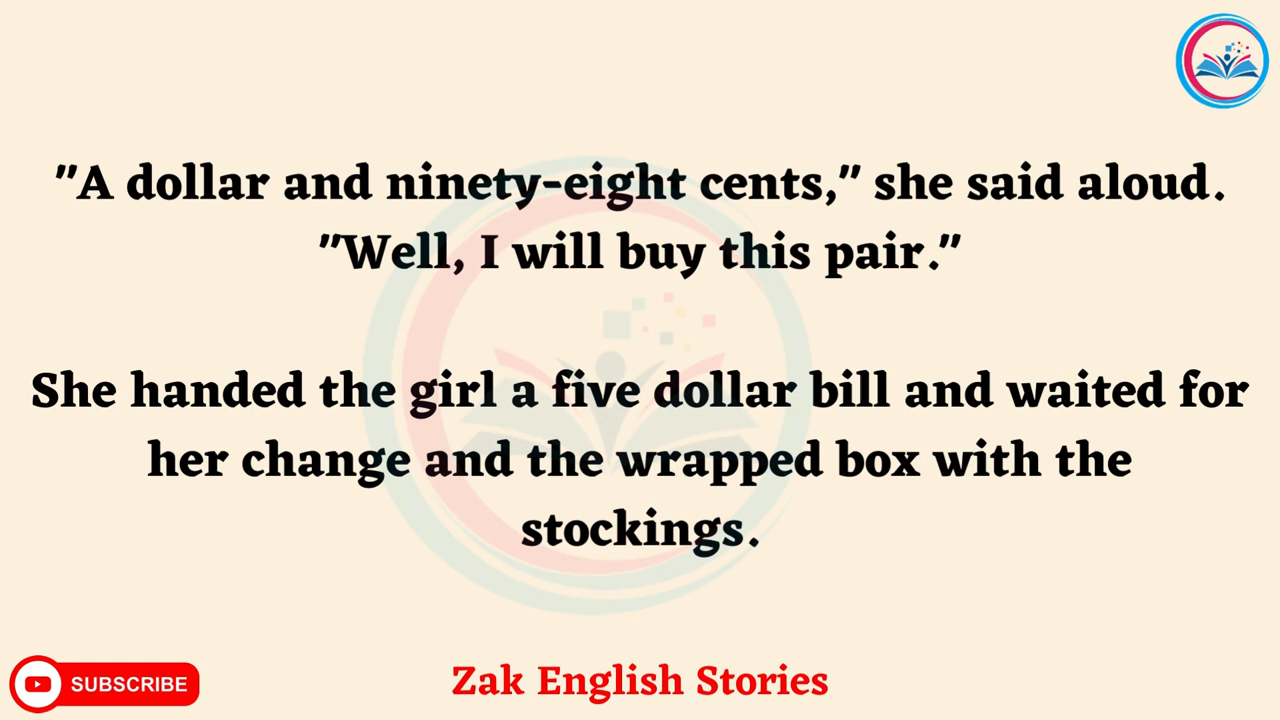 "A dollar and ninety-eight cents," she said aloud.
"Well, I will buy this pair."
She handed the girl a five dollar bill and waited for
her change and the wrapped box with the
stockings.
SUBSCRIBE
Zak English Stories